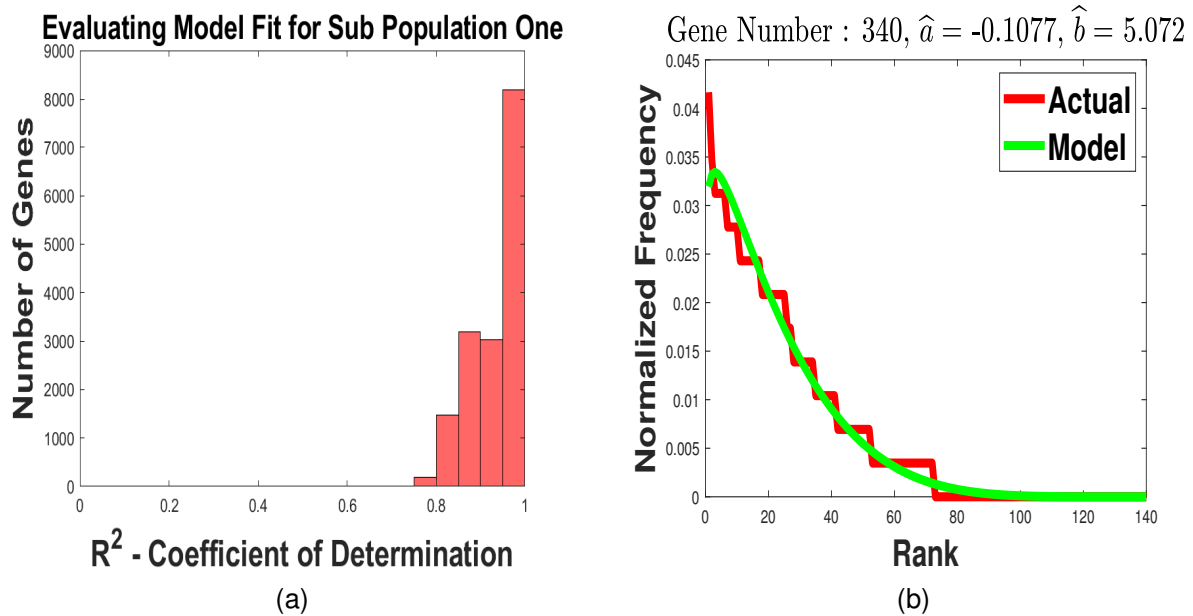 Evaluating Model Fit for Sub Population One
9000
8000
7000
6000
5000
4000
3000
2000
1000
0
0 0.2 0.4 0.6 0.8 1
Number of Genes
R² - Coefficient of Determination
(a)
Gene Number : 340, â = -0.1077, b̂ = 5.072
0.045
0.04
0.035
0.03
0.025
0.02
0.015
0.01
0.005
0
0 20 40 60 80 100 120 140
Normalized Frequency
Actual
Model
Rank
(b)